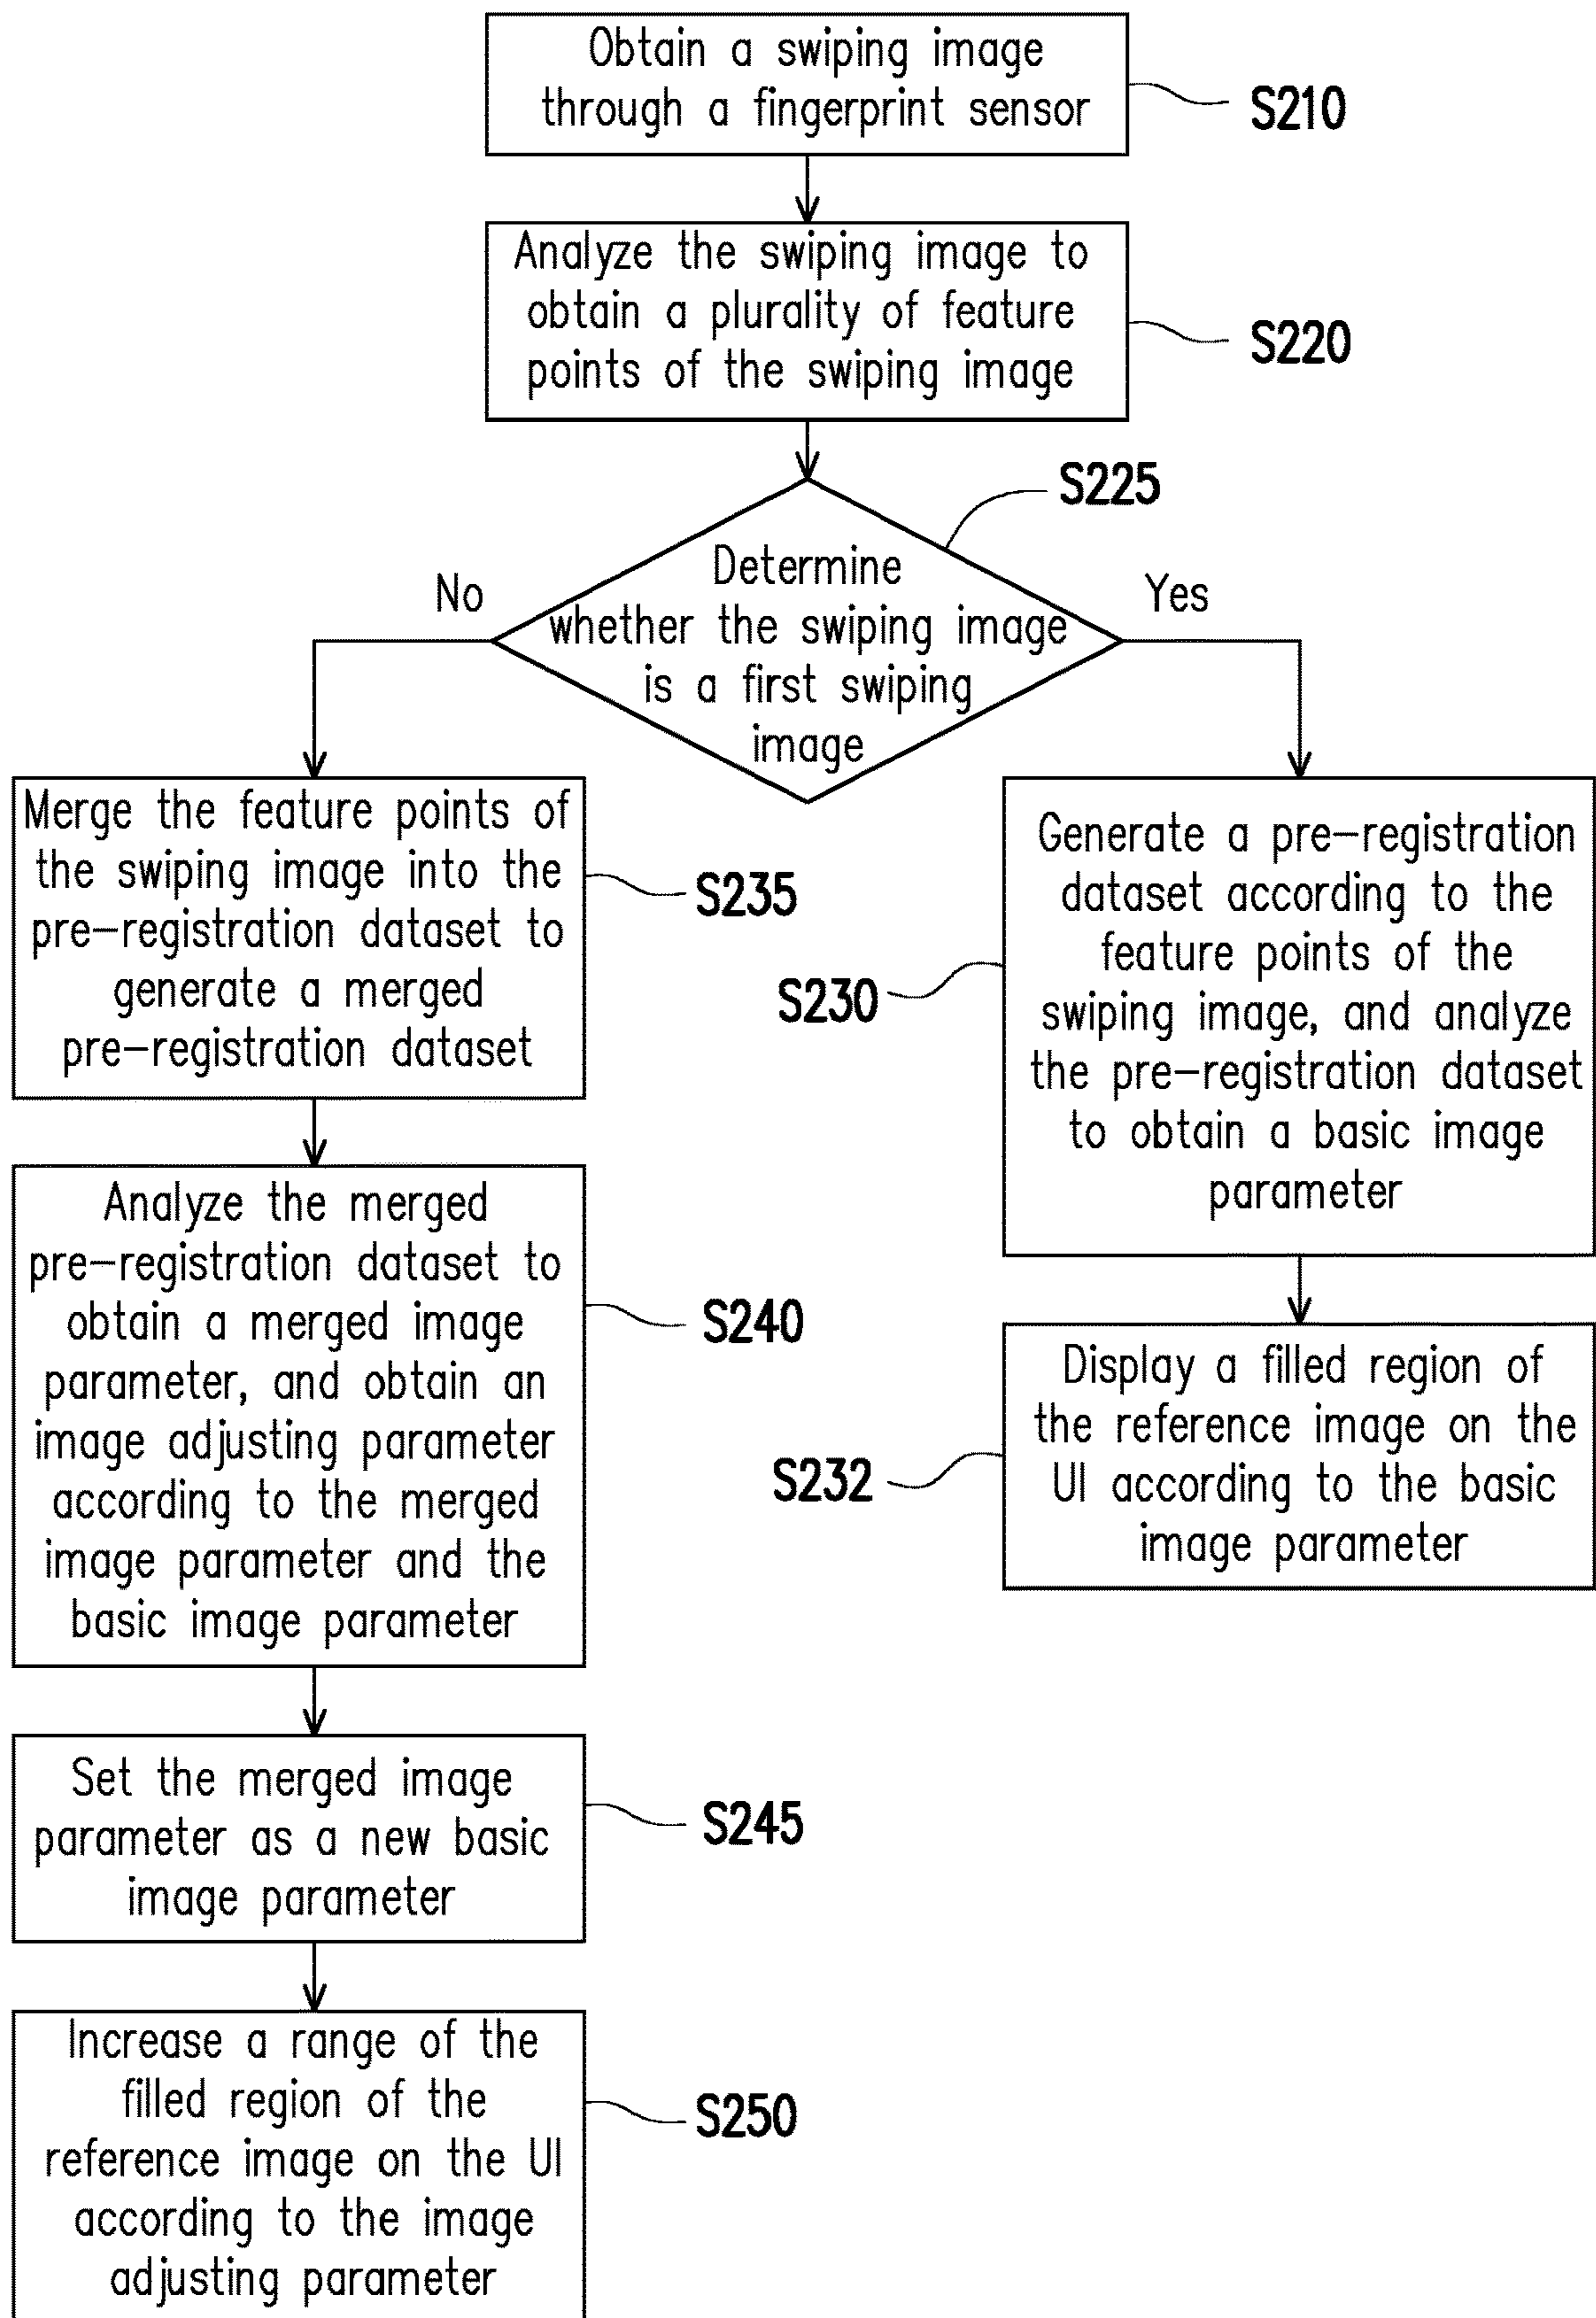 Obtain a swiping image
through a fingerprint sensor
S210
Analyze the swiping image to
obtain a plurality of feature
points of the swiping image
S220
S225
Determine
whether the swiping image
is a first swiping
image
No
Yes
Merge the feature points of
the swiping image into the
pre-registration dataset to
generate a merged
pre-registration dataset
S235
Generate a pre-registration
dataset according to the
feature points of the
swiping image, and analyze
the pre-registration dataset
to obtain a basic image
parameter
S230
Analyze the merged
pre-registration dataset to
obtain a merged image
parameter, and obtain an
image adjusting parameter
according to the merged
image parameter and the
basic image parameter
S240
Display a filled region of
the reference image on the
UI according to the basic
image parameter
S232
Set the merged image
parameter as a new basic
image parameter
S245
Increase a range of the
filled region of the
reference image on the UI
according to the image
adjusting parameter
S250